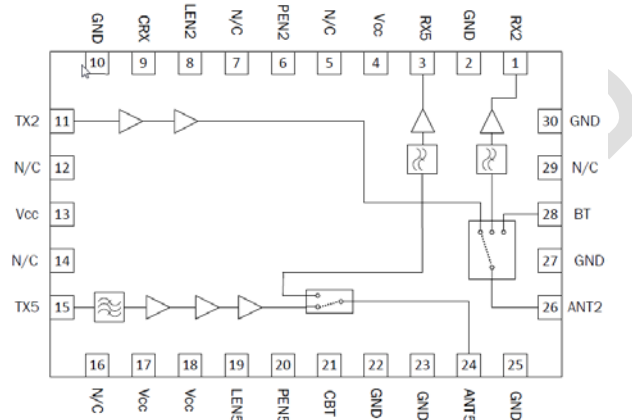 GND CRX LEN2 N/C PEN2 N/C Vcc RX5 GND RX2
10 9 8 7 6 5 4 3 2 1
TX2 11 30 GND
N/C 12 29 N/C
Vcc 13 28 BT
N/C 14 27 GND
TX5 15 26 ANT2
16 17 18 19 20 21 22 23 24 25
N/C Vcc Vcc LEN5 PEN5 CBT GND GND ANT5 GND